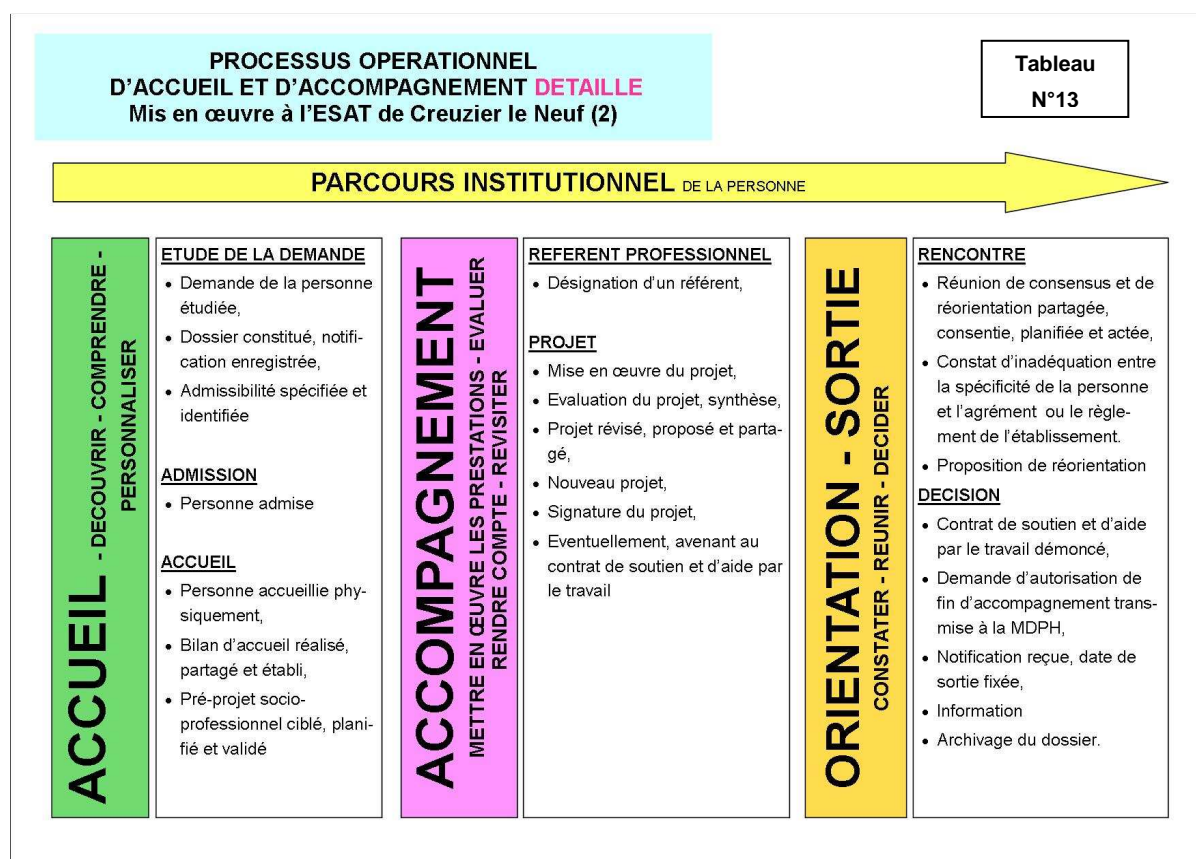 PROCESSUS OPERATIONNEL
D'ACCUEIL ET D'ACCOMPAGNEMENT DETAILLE
Mis en œuvre à l'ESAT de Creuzier le Neuf (2)
Tableau
N°13
PARCOURS INSTITUTIONNEL DE LA PERSONNE
ACCUEIL - DECOUVRIR - COMPRENDRE -
PERSONNALISER
ETUDE DE LA DEMANDE
• Demande de la personne
étudiée,
• Dossier constitué, notifi-
cation enregistrée,
• Admissibilité spécifiée et
identifiée
ADMISSION
• Personne admise
ACCUEIL
• Personne accueillie phy-
siquement,
• Bilan d'accueil réalisé,
partagé et établi,
• Pré-projet socio-
professionnel ciblé, plani-
fié et validé
ACCOMPAGNEMENT
METTRE EN ŒUVRE LES PRESTATIONS - EVALUER
RENDRE COMPTE - REVISITER
REFERENT PROFESSIONNEL
• Désignation d'un référent,
PROJET
• Mise en œuvre du projet,
• Evaluation du projet, synthèse,
• Projet révisé, proposé et parta-
gé,
• Nouveau projet,
• Signature du projet,
• Eventuellement, avenant au
contrat de soutien et d'aide par
le travail
ORIENTATION - SORTIE
CONSTATER - REUNIR - DECIDER
RENCONTRE
• Réunion de consensus et de
réorientation partagée,
consentie, planifiée et actée,
• Constat d'inadéquation entre
la spécificité de la personne
et l'agrément ou le règle-
ment de l'établissement.
• Proposition de réorientation
DECISION
• Contrat de soutien et d'aide
par le travail démoncé,
• Demande d'autorisation de
fin d'accompagnement trans-
mise à la MDPH,
• Notification reçue, date de
sortie fixée,
• Information
• Archivage du dossier.